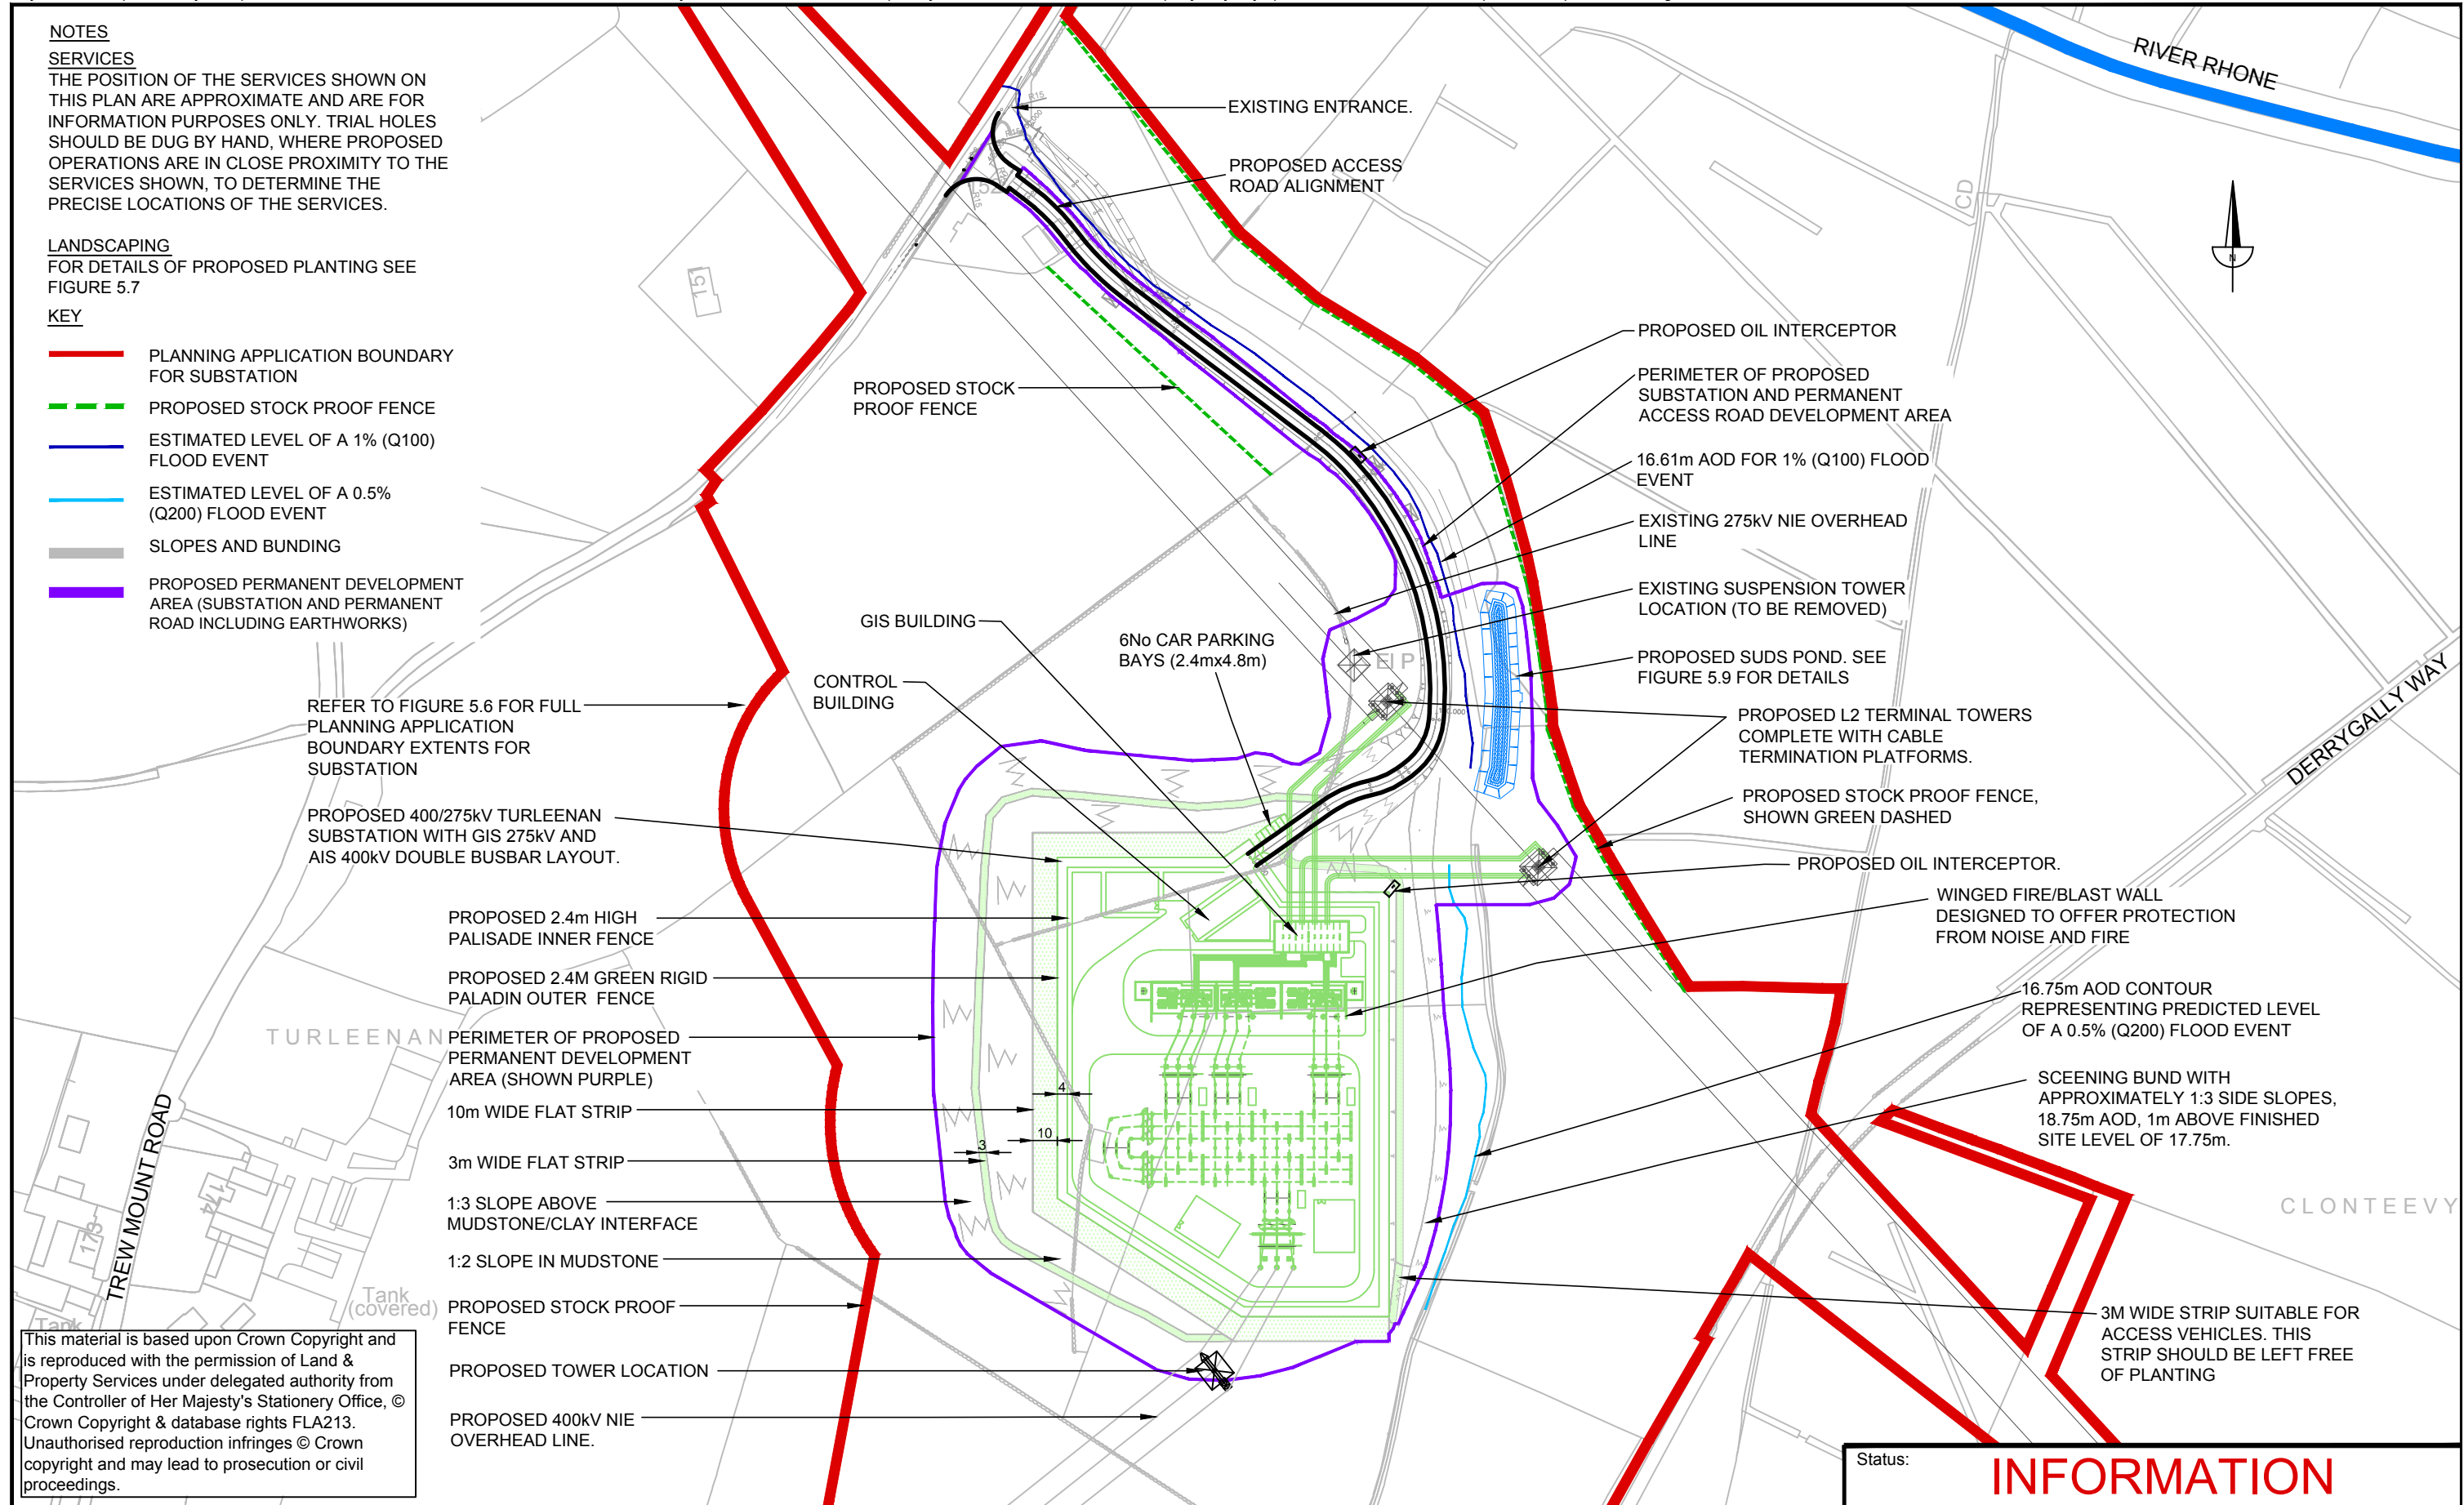 NOTES
SERVICES
THE POSITION OF THE SERVICES SHOWN ON
THIS PLAN ARE APPROXIMATE AND ARE FOR
INFORMATION PURPOSES ONLY. TRIAL HOLES
SHOULD BE DUG BY HAND, WHERE PROPOSED
OPERATIONS ARE IN CLOSE PROXIMITY TO THE
SERVICES SHOWN, TO DETERMINE THE
PRECISE LOCATIONS OF THE SERVICES.
LANDSCAPING
FOR DETAILS OF PROPOSED PLANTING SEE
FIGURE 5.7
KEY
PLANNING APPLICATION BOUNDARY
FOR SUBSTATION
PROPOSED STOCK PROOF FENCE
ESTIMATED LEVEL OF A 1% (Q100)
FLOOD EVENT
ESTIMATED LEVEL OF A 0.5%
(Q200) FLOOD EVENT
SLOPES AND BUNDING
PROPOSED PERMANENT DEVELOPMENT
AREA (SUBSTATION AND PERMANENT
ROAD INCLUDING EARTHWORKS)
RIVER RHONE
EXISTING ENTRANCE.
R15
PROPOSED ACCESS
ROAD ALIGNMENT
R15
CD
N
151
PROPOSED STOCK
PROOF FENCE
PROPOSED OIL INTERCEPTOR
PERIMETER OF PROPOSED
SUBSTATION AND PERMANENT
ACCESS ROAD DEVELOPMENT AREA
16.61m AOD FOR 1% (Q100) FLOOD
EVENT
EXISTING 275kV NIE OVERHEAD
LINE
EXISTING SUSPENSION TOWER
LOCATION (TO BE REMOVED)
GIS BUILDING
6No CAR PARKING
BAYS (2.4mx4.8m)
EIP
PROPOSED SUDS POND. SEE
FIGURE 5.9 FOR DETAILS
CONTROL
BUILDING
PROPOSED L2 TERMINAL TOWERS
COMPLETE WITH CABLE
TERMINATION PLATFORMS.
DERRYGALLY WAY
REFER TO FIGURE 5.6 FOR FULL
PLANNING APPLICATION
BOUNDARY EXTENTS FOR
SUBSTATION
PROPOSED STOCK PROOF FENCE,
SHOWN GREEN DASHED
PROPOSED 400/275kV TURLEENAN
SUBSTATION WITH GIS 275kV AND
AIS 400kV DOUBLE BUSBAR LAYOUT.
PROPOSED OIL INTERCEPTOR.
WINGED FIRE/BLAST WALL
DESIGNED TO OFFER PROTECTION
FROM NOISE AND FIRE
PROPOSED 2.4m HIGH
PALISADE INNER FENCE
PROPOSED 2.4M GREEN RIGID
PALADIN OUTER FENCE
16.75m AOD CONTOUR
REPRESENTING PREDICTED LEVEL
OF A 0.5% (Q200) FLOOD EVENT
TURLEENAN
PERIMETER OF PROPOSED
PERMANENT DEVELOPMENT
AREA (SHOWN PURPLE)
4
SCEENING BUND WITH
APPROXIMATELY 1:3 SIDE SLOPES,
18.75m AOD, 1m ABOVE FINISHED
SITE LEVEL OF 17.75m.
10m WIDE FLAT STRIP
10
3
3m WIDE FLAT STRIP
TREW MOUNT ROAD
174
173
1:3 SLOPE ABOVE
MUDSTONE/CLAY INTERFACE
CLONTEEVY
1:2 SLOPE IN MUDSTONE
Tank
(covered)
PROPOSED STOCK PROOF
FENCE
Tank
3M WIDE STRIP SUITABLE FOR
ACCESS VEHICLES. THIS
STRIP SHOULD BE LEFT FREE
OF PLANTING
PROPOSED TOWER LOCATION
PROPOSED 400kV NIE
OVERHEAD LINE.
This material is based upon Crown Copyright and
is reproduced with the permission of Land &
Property Services under delegated authority from
the Controller of Her Majesty's Stationery Office, ©
Crown Copyright & database rights FLA213.
Unauthorised reproduction infringes © Crown
copyright and may lead to prosecution or civil
proceedings.
Status:
INFORMATION